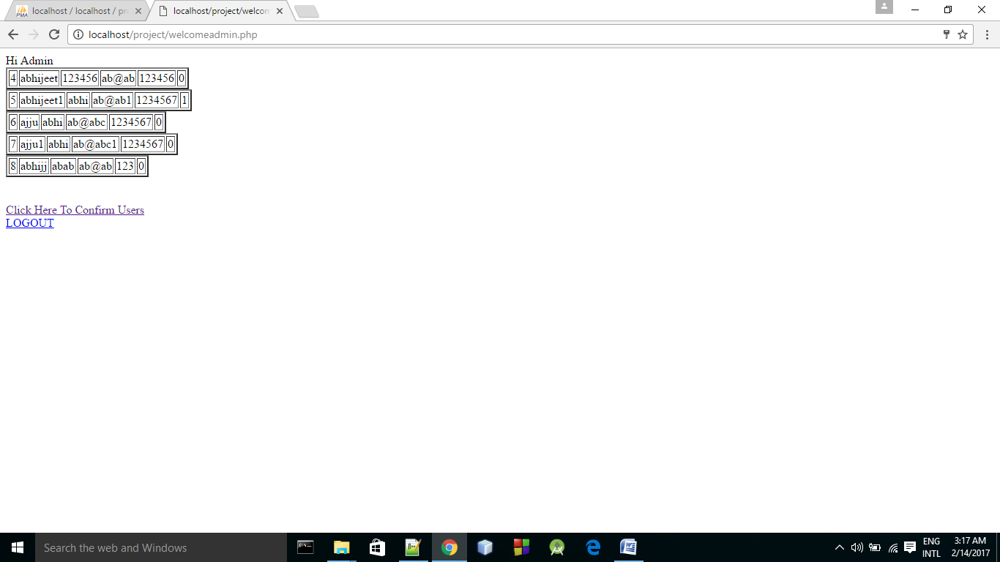 localhost / localhost / pr
localhost/project/welcom
localhost/project/welcomeadmin.php
Hi Admin
4 abhijeet 123456 ab@ab 123456 0
5 abhijeet1 abhi ab@ab1 1234567 1
6 ajju abhi ab@abc 1234567 0
7 ajju1 abhi ab@abc1 1234567 0
8 abhijj abab ab@ab 123 0
Click Here To Confirm Users
LOGOUT
Search the web and Windows
ENG
INTL
3:17 AM
2/14/2017